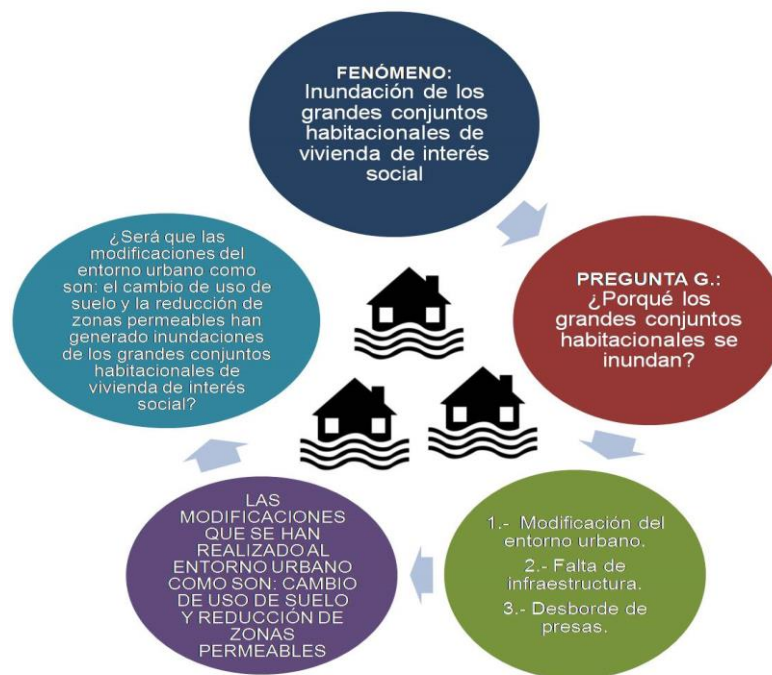 FENÓMENO:
Inundación de los
grandes conjuntos
habitacionales de
vivienda de interés
social
PREGUNTA G.:
¿Porqué los
grandes conjuntos
habitacionales se
inundan?
1.- Modificación del
entorno urbano.
2.- Falta de
infraestructura.
3.- Desborde de
presas.
LAS
MODIFICACIONES
QUE SE HAN
REALIZADO AL
ENTORNO URBANO
COMO SON: CAMBIO
DE USO DE SUELO
Y REDUCCIÓN DE
ZONAS
PERMEABLES
¿Será que las
modificaciones del
entorno urbano como
son: el cambio de uso de
suelo y la reducción de
zonas permeables han
generado inundaciones
de los grandes conjuntos
habitacionales de
vivienda de interés
social?